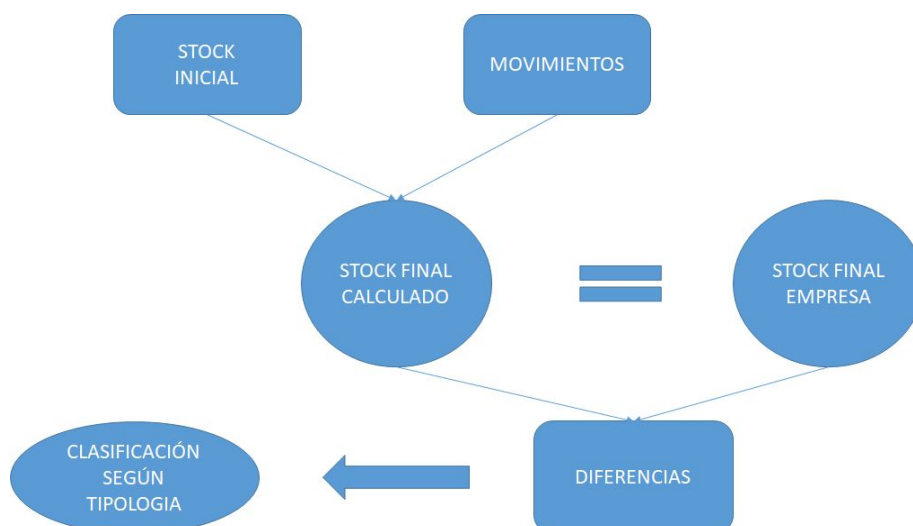 STOCK
INICIAL
MOVIMIENTOS
STOCK FINAL
CALCULADO
STOCK FINAL
EMPRESA
DIFERENCIAS
CLASIFICACIÓN
SEGÚN
TIPOLOGIA